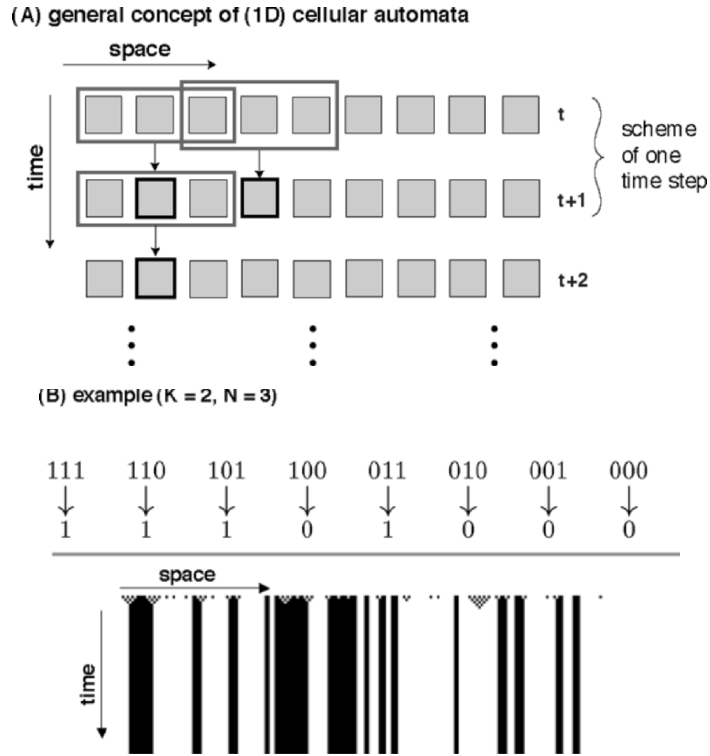 (A) general concept of (1D) cellular automata
space
time
t
scheme
of one
time step
t+1
t+2
(B) example (K = 2, N = 3)
111 110 101 100 011 010 001 000
1 1 1 0 1 0 0 0
space
time